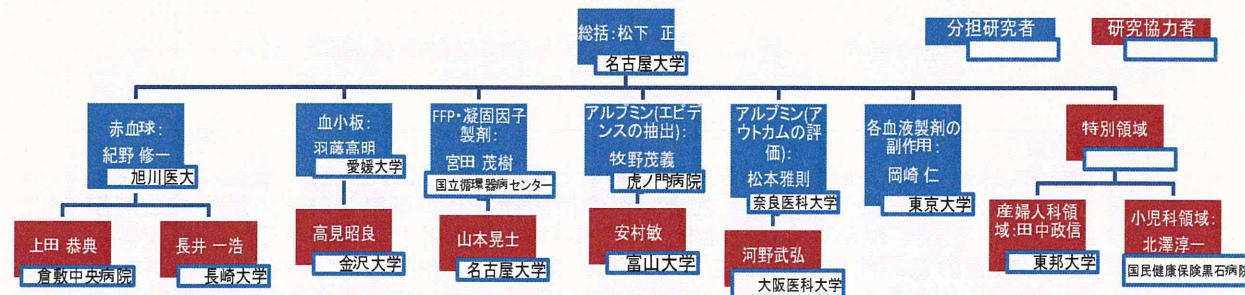 総括:松下 正
名古屋大学
分担研究者
研究協力者
赤血球:
紀野 修一
旭川医大
血小板:
羽藤高明
愛媛大学
FFP・凝固因子
製剤:
宮田 茂樹
国立循環器病センター
アルブミン(エビデ
ンスの抽出):
牧野茂義
虎ノ門病院
アルブミン(ア
ウトカムの評
価):
松本雅則
奈良医科大学
各血液製剤の
副作用:
岡崎 仁
東京大学
特別領域
上田 恭典
倉敷中央病院
長井 一浩
長崎大学
高見昭良
金沢大学
山本晃士
名古屋大学
安村敏
富山大学
河野武弘
大阪医科大学
産婦人科領
域:田中政信
東邦大学
小児科領域:
北澤淳一
国民健康保険黒石病院